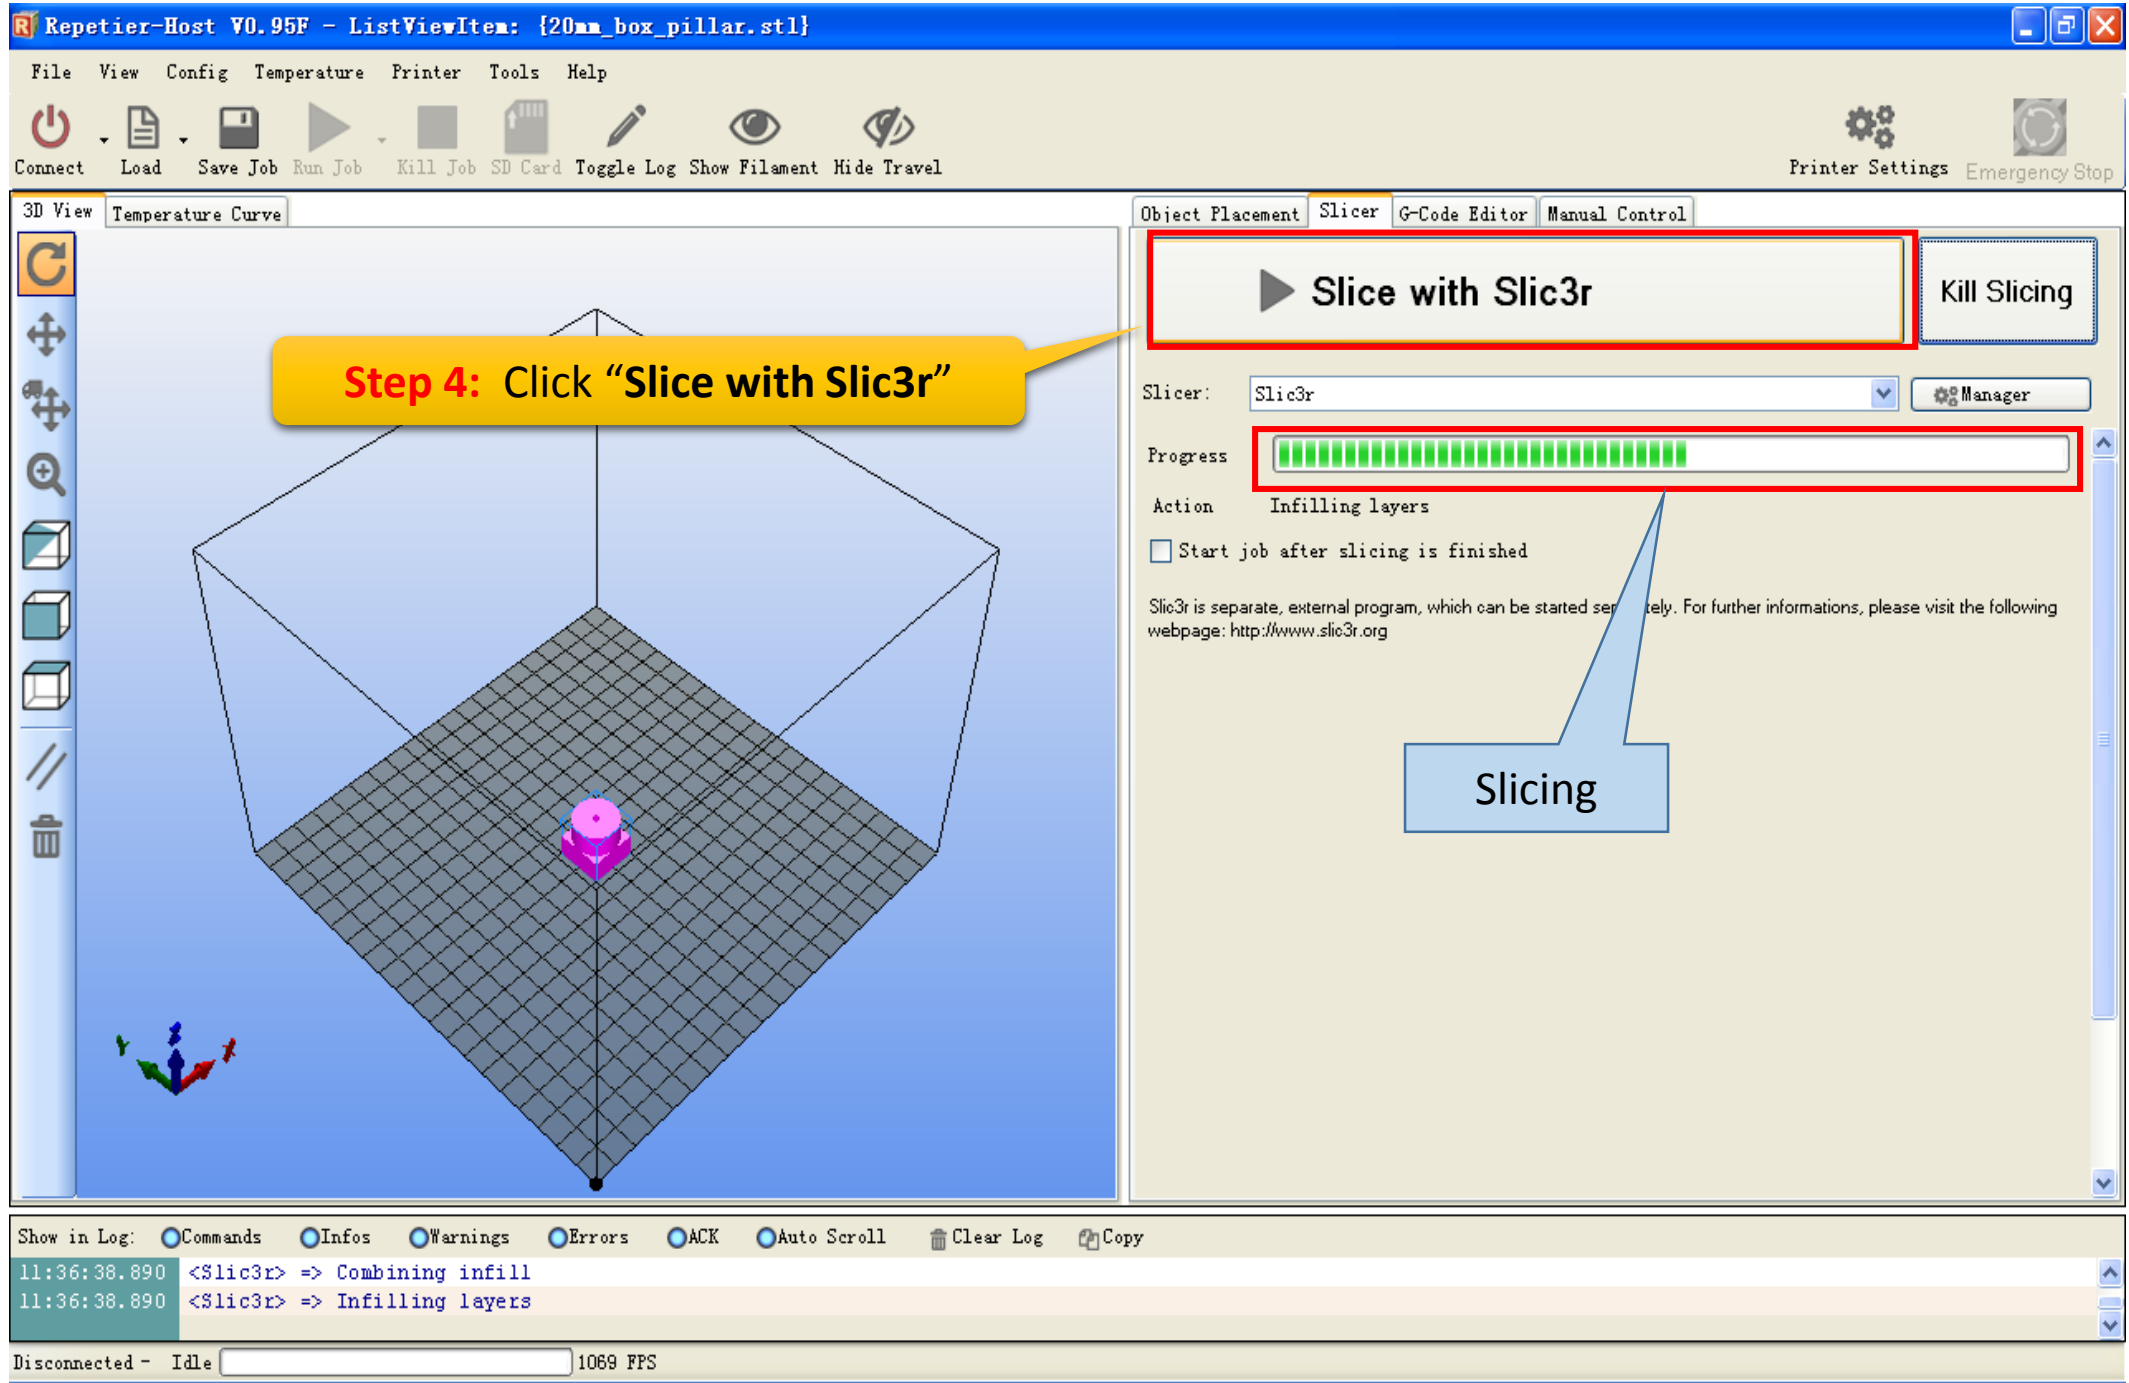 Repetier-Host V0.95F - ListViewItem: {20mm_box_pillar.stl}
File View Config Temperature Printer Tools Help
Connect Load Save Job Run Job Kill Job SD Card Toggle Log Show Filament Hide Travel Printer Settings Emergency Stop
3D View Temperature Curve
Object Placement Slicer G-Code Editor Manual Control
Slice with Slic3r
Kill Slicing
Step 4: Click “Slice with Slic3r”
Slicer: Slic3r Manager
Progress
Action Infilling layers
Start job after slicing is finished
Slic3r is separate, external program, which can be started tely. For further informations, please visit the following
webpage: http://www.slic3r.org
Slicing
Y Z X
Show in Log: Commands Infos Warnings Errors ACK Auto Scroll Clear Log Copy
11:36:38.890 <Slic3r> => Combining infill
11:36:38.890 <Slic3r> => Infilling layers
Disconnected - Idle 1069 FPS